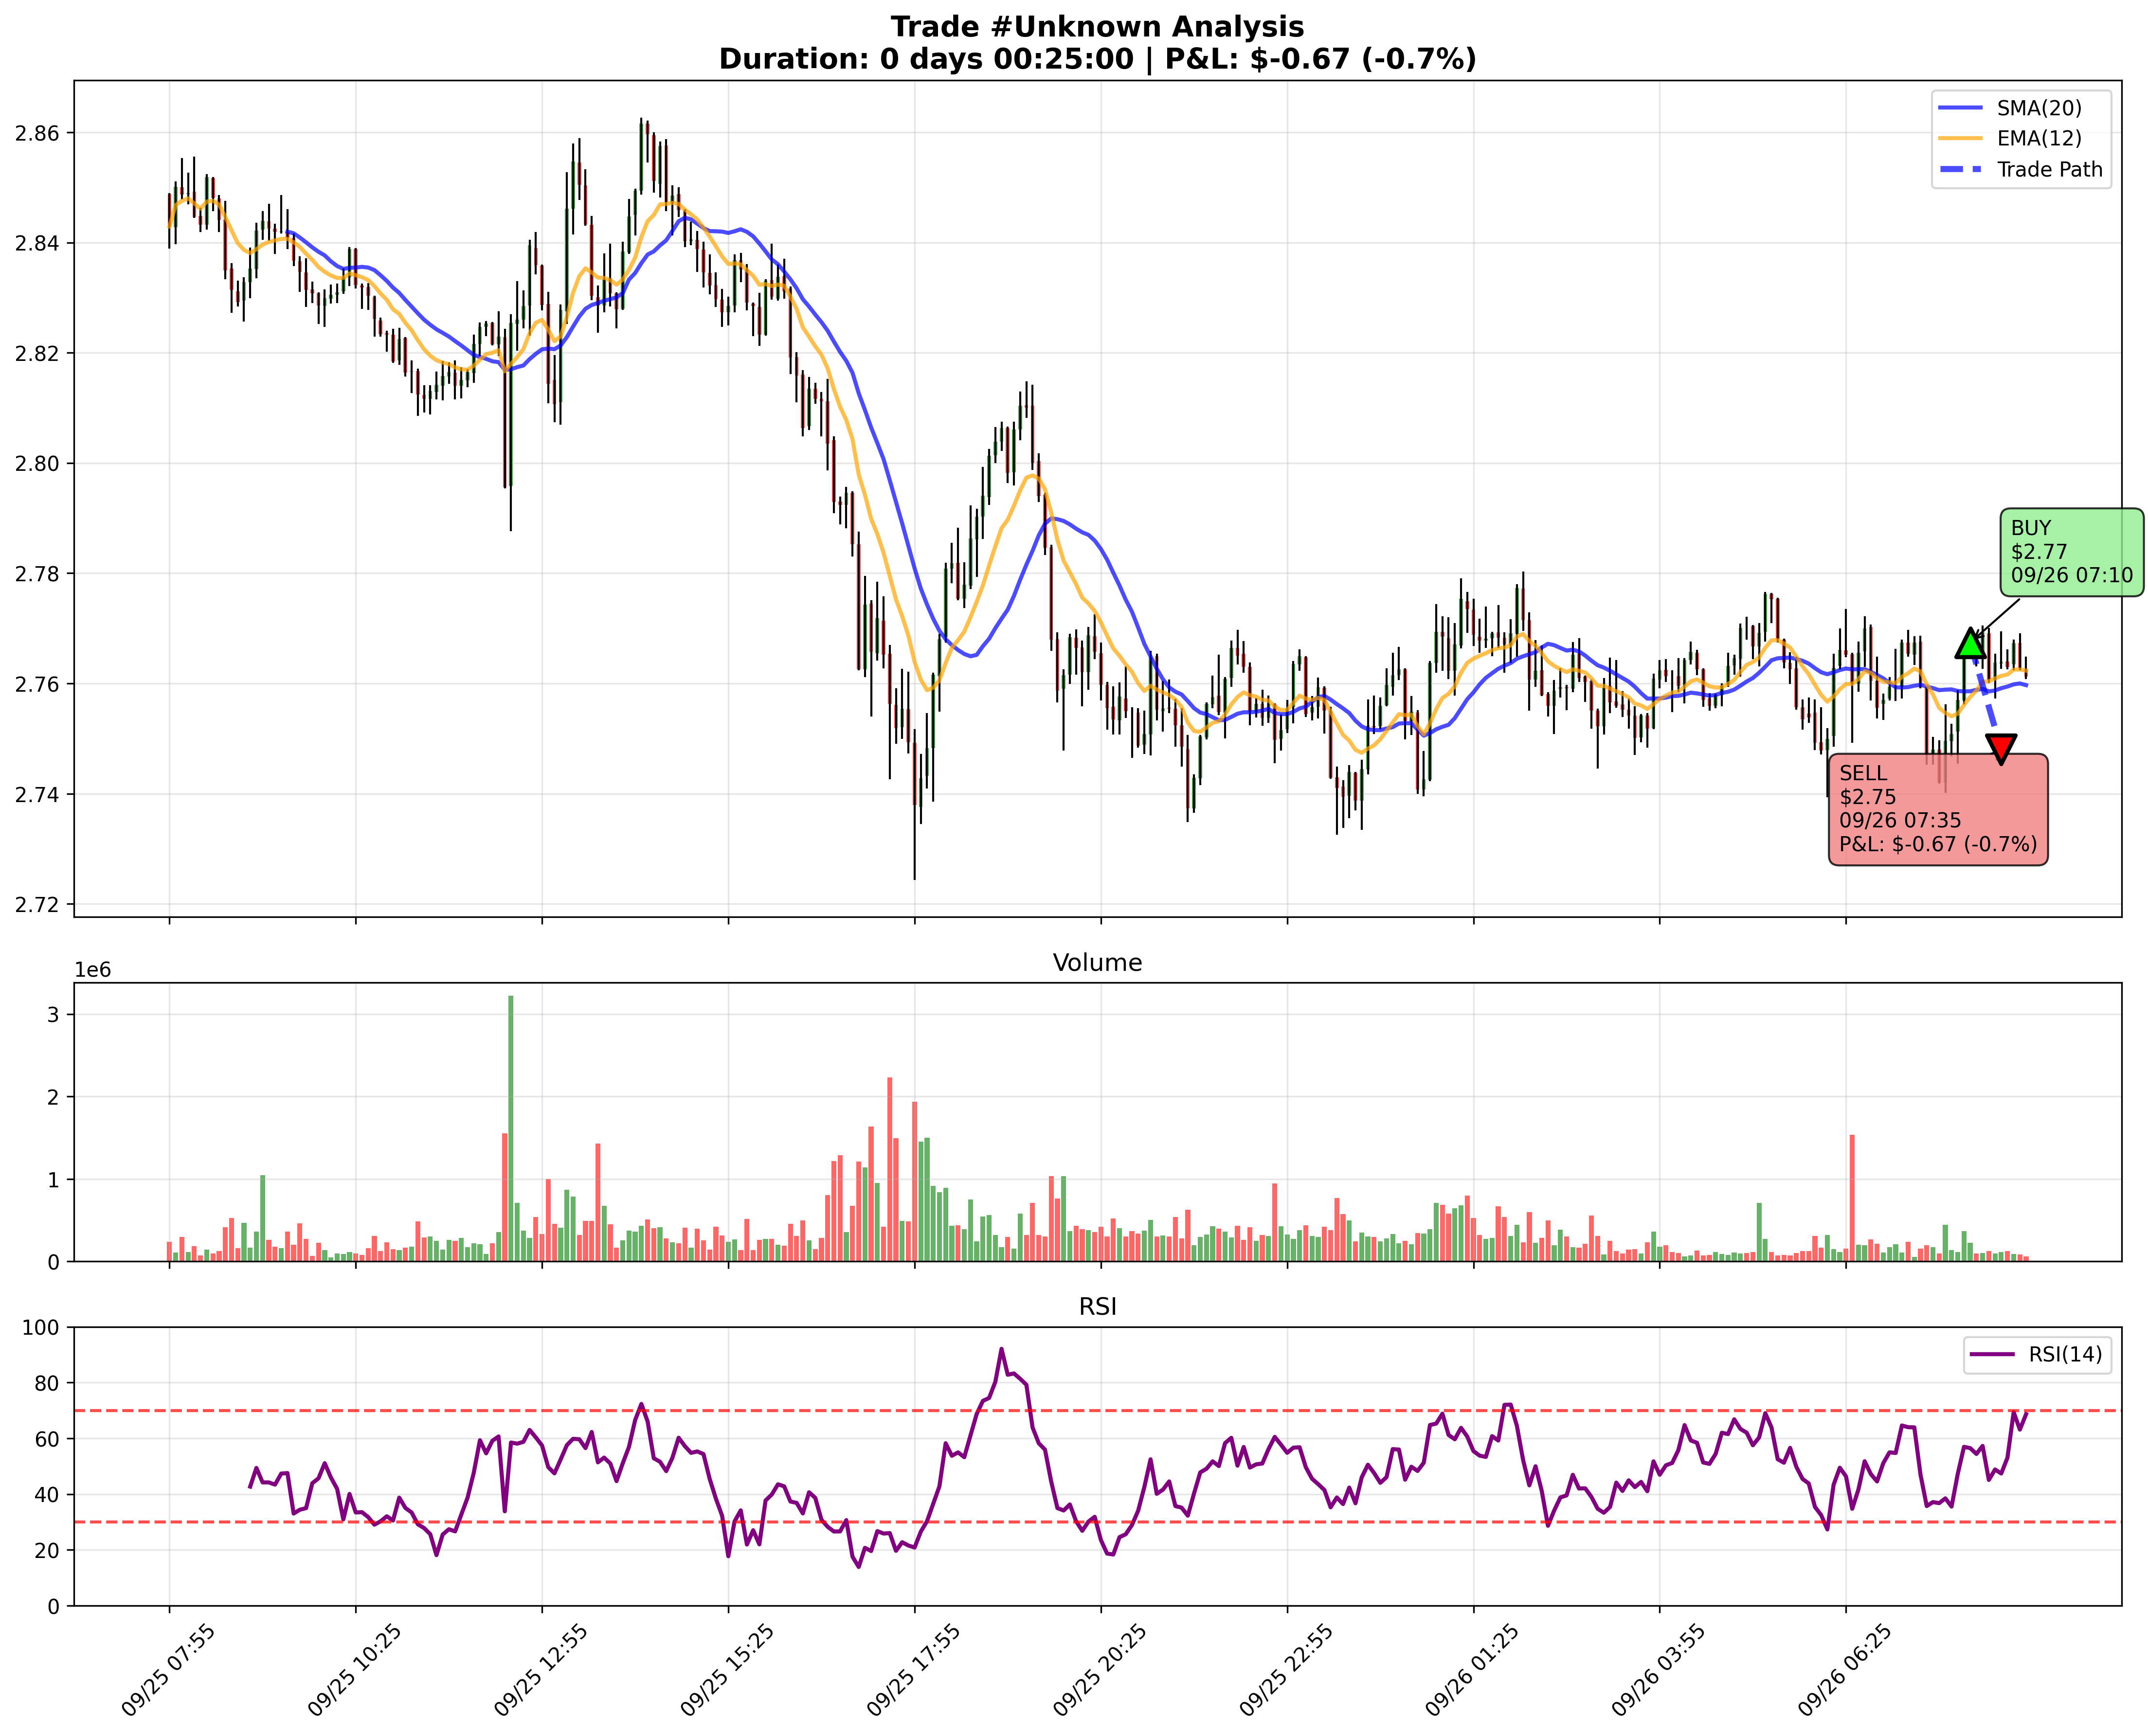 Trade #Unknown Analysis
Duration: 0 days 00:25:00 | P&L: $-0.67 (-0.7%)
SMA(20)
EMA(12)
Trade Path
2.86
2.84
2.82
2.80
2.78
2.76
2.74
2.72
BUY
$2.77
09/26 07:10
SELL
$2.75
09/26 07:35
P&L: $-0.67 (-0.7%)
Volume
1e6
3
2
1
0
RSI
RSI(14)
100
80
60
40
20
0
09/25 07:55
09/25 10:25
09/25 12:55
09/25 15:25
09/25 17:55
09/25 20:25
09/25 22:55
09/26 01:25
09/26 03:55
09/26 06:25